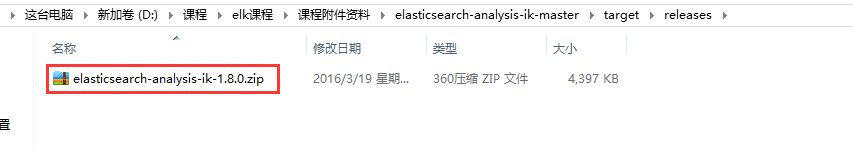 这台电脑 › 新加卷 (D:) › 课程 › elk课程 › 课程附件资料 › elasticsearch-analysis-ik-master › target › releases ›
名称 修改日期 类型 大小
elasticsearch-analysis-ik-1.8.0.zip 2016/3/19 星期... 360压缩 ZIP 文件 4,397 KB
置